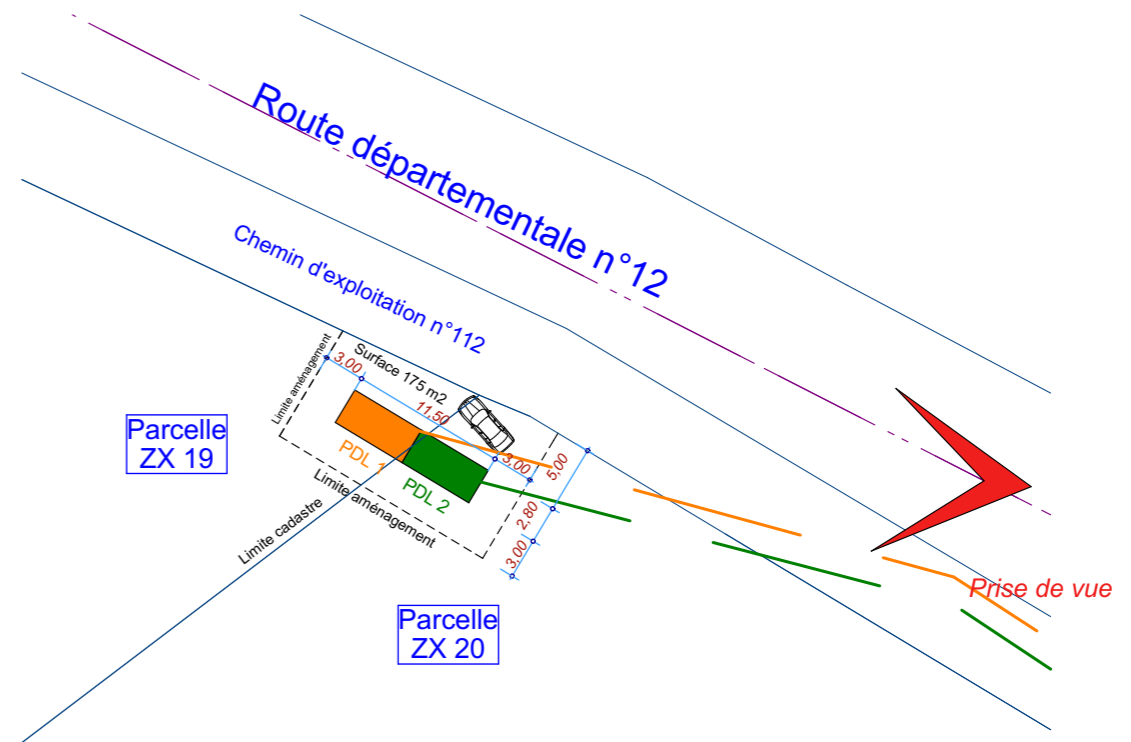 Route départementale n°12
Chemin d'exploitation n°112
Limite aménagement
3,00
Surface 175 m2
11,50
Parcelle
ZX 19
PDL 1
PDL 2
3,00
5,00
2,80
3,00
Limite aménagement
Limite cadastre
Prise de vue
Parcelle
ZX 20